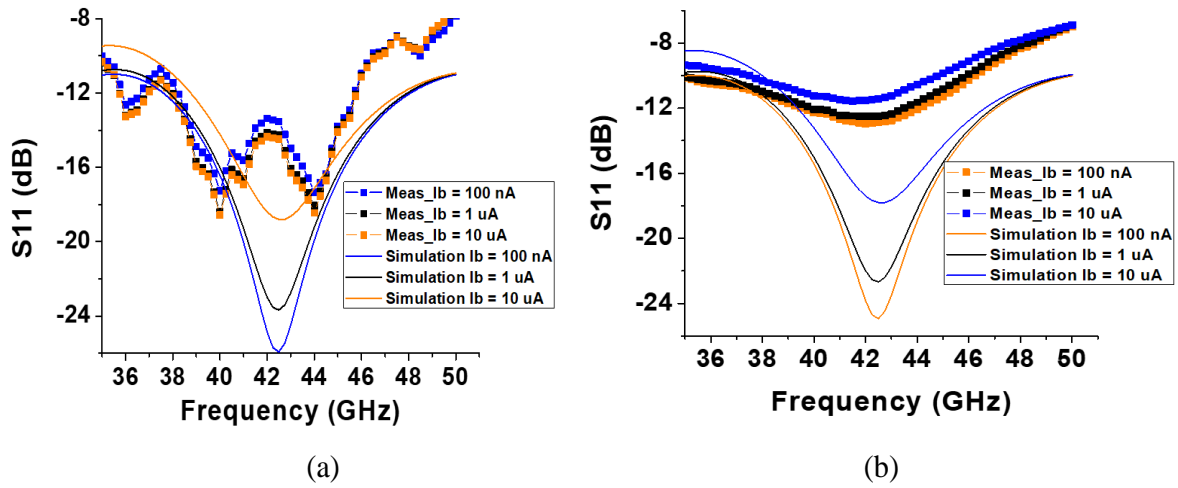 -8
-12
-16
-20
-24
S11 (dB)
Meas_Ib = 100 nA
Meas_Ib = 1 uA
Meas_Ib = 10 uA
Simulation Ib = 100 nA
Simulation Ib = 1 uA
Simulation Ib = 10 uA
36 38 40 42 44 46 48 50
Frequency (GHz)
(a)
-8
-12
-16
-20
-24
S11 (dB)
Meas_Ib = 100 nA
Meas_Ib = 1 uA
Meas_Ib = 10 uA
Simulation Ib = 100 nA
Simulation Ib = 1 uA
Simulation Ib = 10 uA
36 38 40 42 44 46 48 50
Frequency (GHz)
(b)